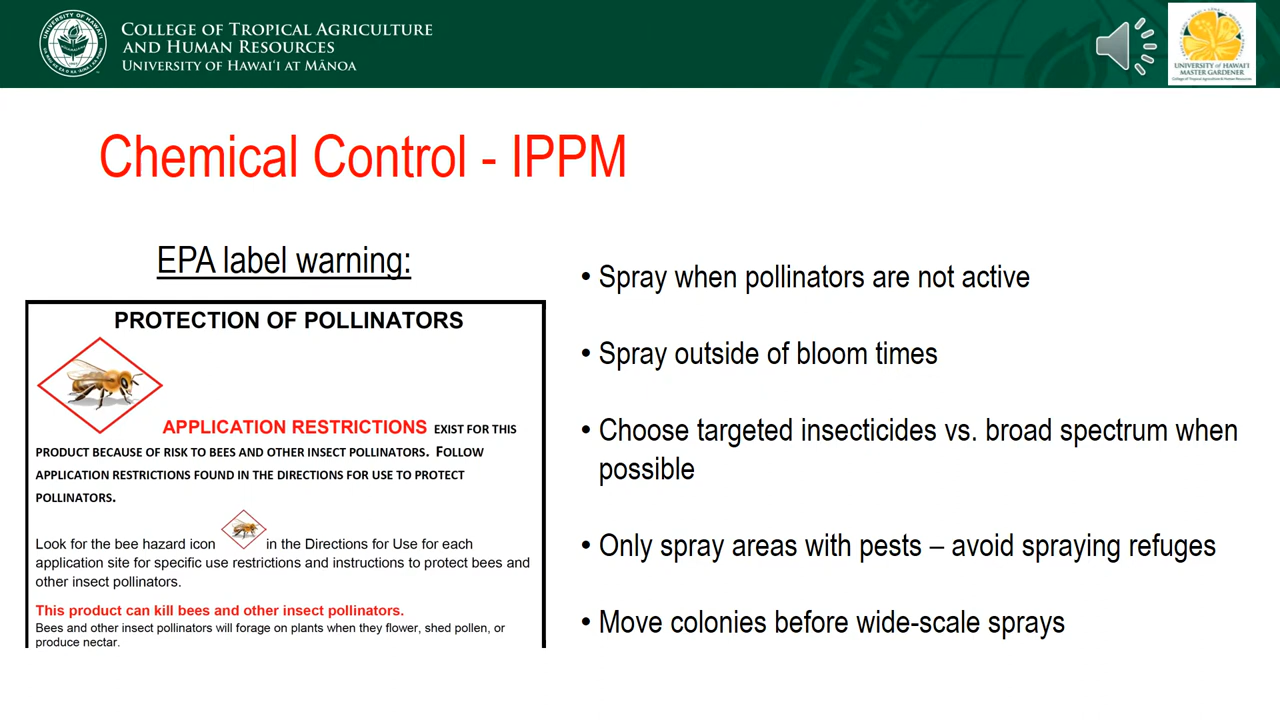 COLLEGE OF TROPICAL AGRICULTURE
AND HUMAN RESOURCES
UNIVERSITY OF HAWAIʻI AT MĀNOA
UNIVERSITY of HAWAI'I
MASTER GARDENER
Chemical Control - IPPM
EPA label warning:
PROTECTION OF POLLINATORS
APPLICATION RESTRICTIONS EXIST FOR THIS
PRODUCT BECAUSE OF RISK TO BEES AND OTHER INSECT POLLINATORS. FOLLOW
APPLICATION RESTRICTIONS FOUND IN THE DIRECTIONS FOR USE TO PROTECT
POLLINATORS.
Look for the bee hazard icon in the Directions for Use for each
application site for specific use restrictions and instructions to protect bees and
other insect pollinators.
This product can kill bees and other insect pollinators.
Bees and other insect pollinators will forage on plants when they flower, shed pollen, or
produce nectar.
• Spray when pollinators are not active
• Spray outside of bloom times
• Choose targeted insecticides vs. broad spectrum when
possible
• Only spray areas with pests – avoid spraying refuges
• Move colonies before wide-scale sprays